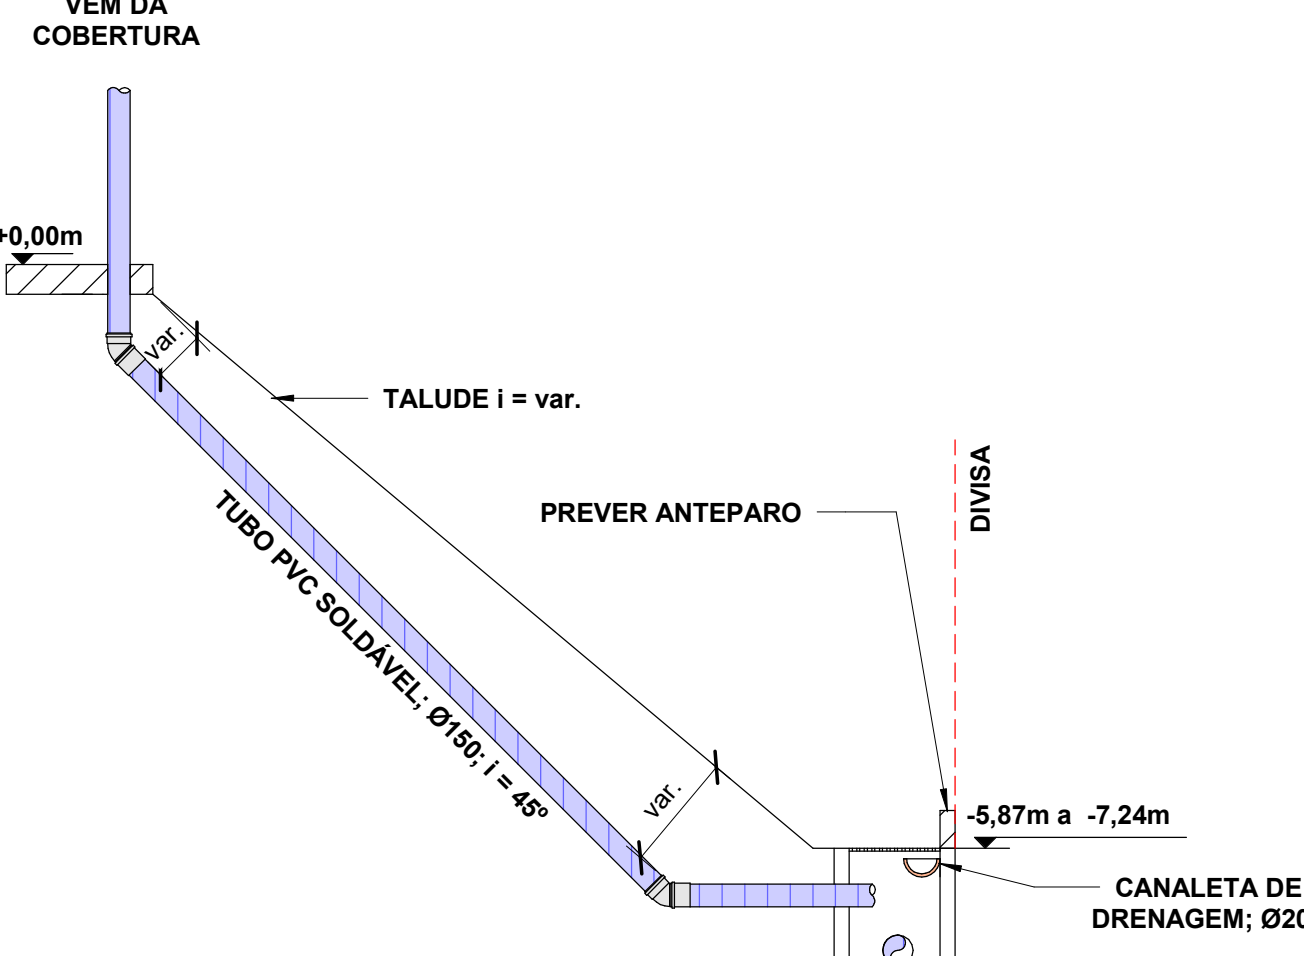 VEM DA
COBERTURA
+0,00m
var.
TALUDE i = var.
PREVER ANTEPARO
DIVISA
TUBO PVC SOLDÁVEL; Ø150; i = 45º
var.
-5,87m a -7,24m
CANALETA DE
DRENAGEM; Ø20